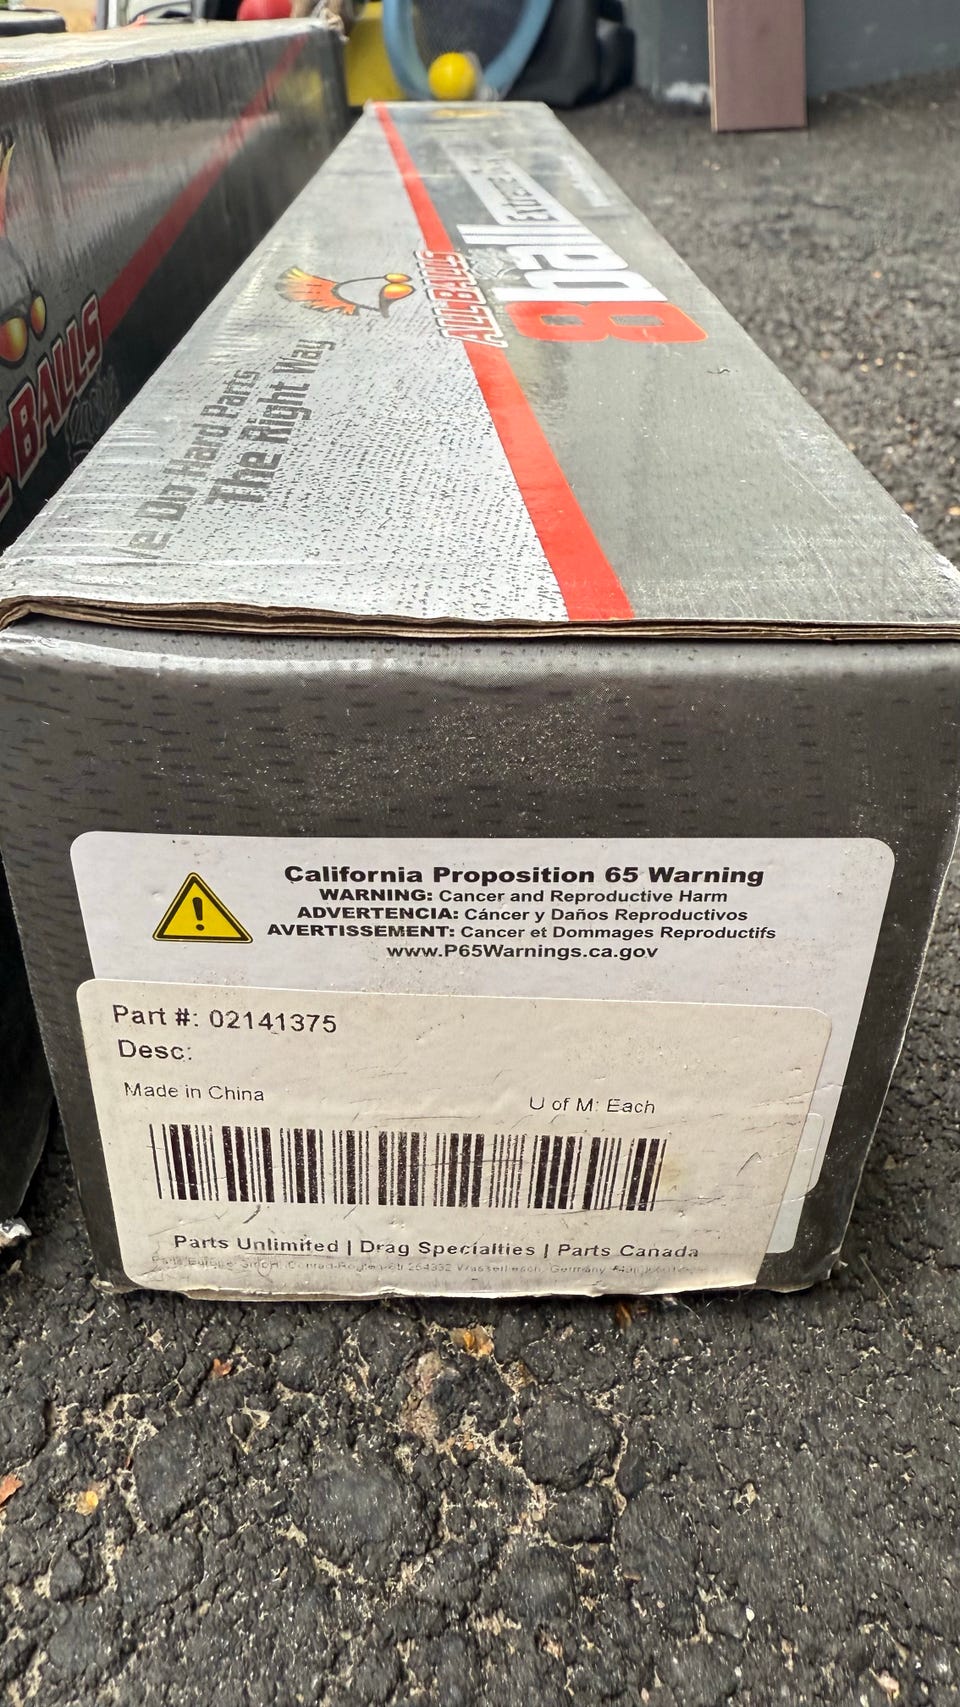 8ball
ALL BALLS
We Do Hard Parts
The Right Way
BALLS
California Proposition 65 Warning
WARNING: Cancer and Reproductive Harm
ADVERTENCIA: Cáncer y Daños Reproductivos
AVERTISSEMENT: Cancer et Dommages Reproductifs
www.P65Warnings.ca.gov
Part #: 02141375
Desc:
Made in China
U of M: Each
Parts Unlimited | Drag Specialties | Parts Canada